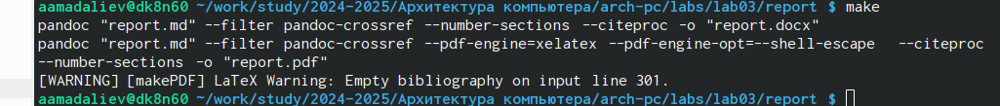 aamadaliev@dk8n60 ~/work/study/2024-2025/Архитектура компьютера/arch-pc/labs/lab03/report $ make
pandoc "report.md" --filter pandoc-crossref --number-sections --citeproc -o "report.docx"
pandoc "report.md" --filter pandoc-crossref --pdf-engine=xelatex --pdf-engine-opt=--shell-escape  --citeproc
--number-sections -o "report.pdf"
[WARNING] [makePDF] LaTeX Warning: Empty bibliography on input line 301.
aamadaliev@dk8n60 ~/work/study/2024-2025/Архитектура компьютера/arch-pc/labs/lab03/report $